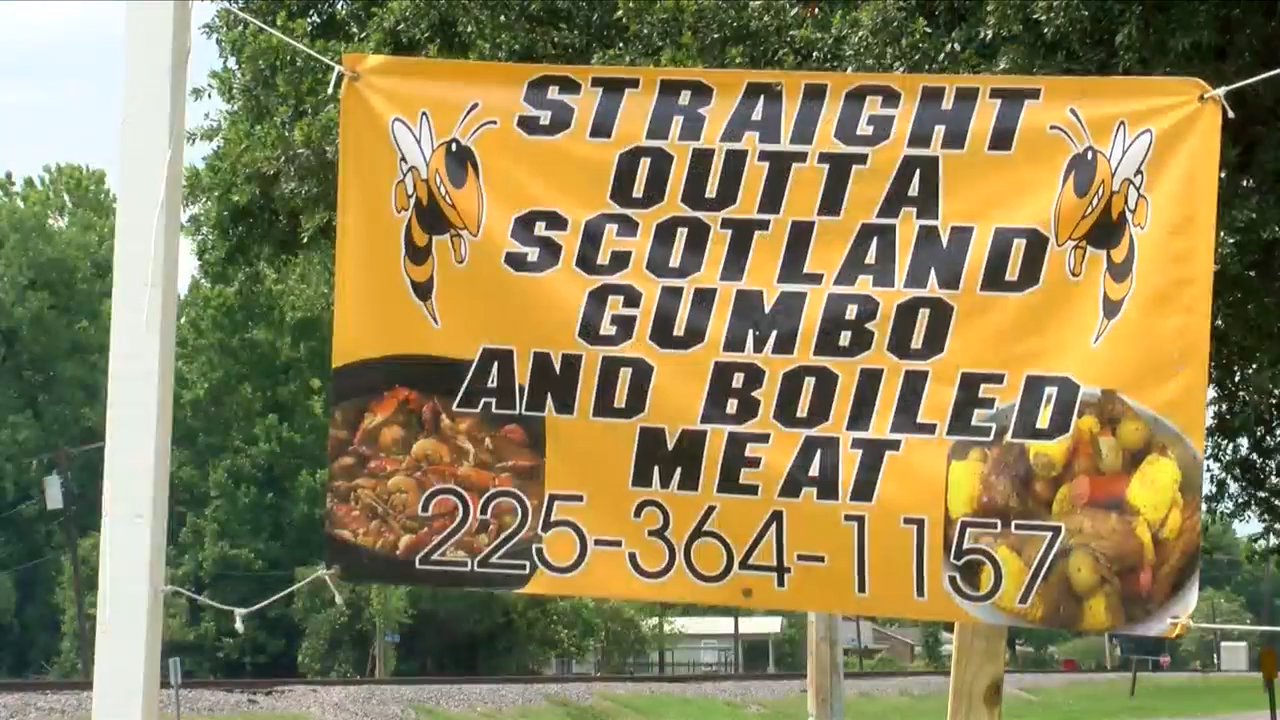 STRAIGHT
OUTTA
SCOTLAND
GUMBO
AND BOILED
MEAT
225-364-1157